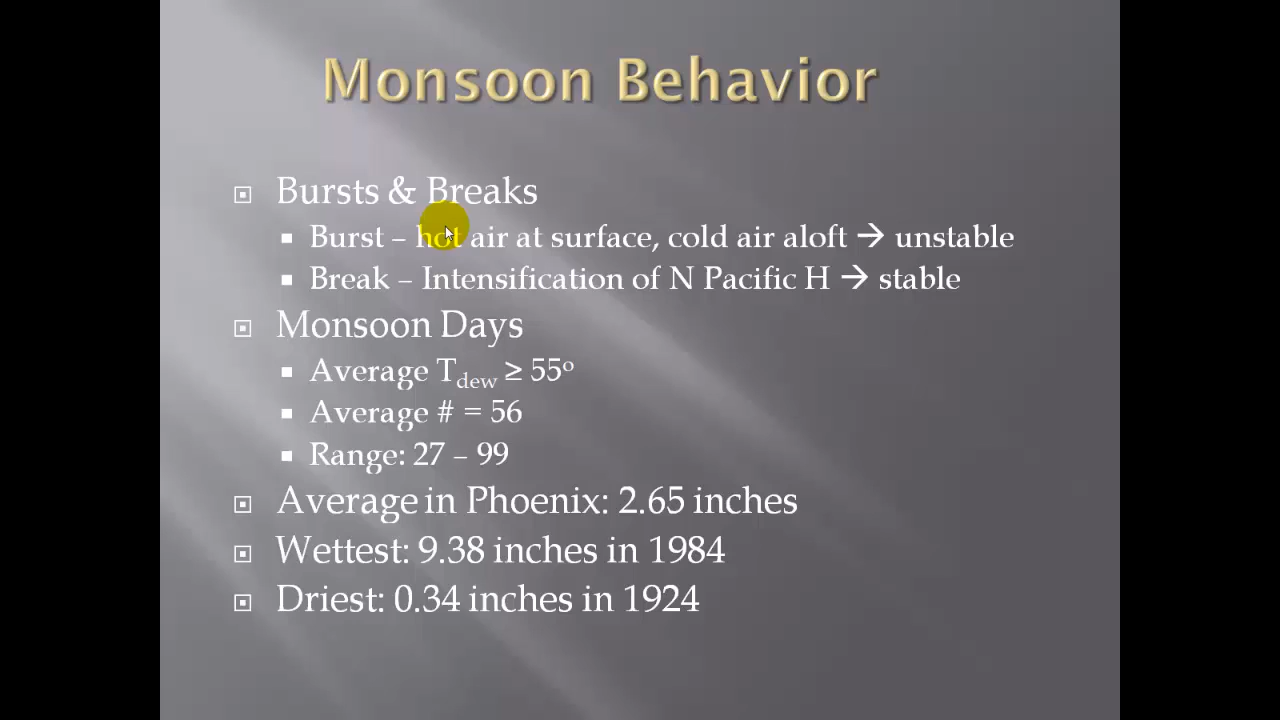 Monsoon Behavior
Bursts & Breaks
Burst – hot air at surface, cold air aloft → unstable
Break – Intensification of N Pacific H → stable
Monsoon Days
Average Tdew ≥ 55º
Average # = 56
Range: 27 – 99
Average in Phoenix: 2.65 inches
Wettest: 9.38 inches in 1984
Driest: 0.34 inches in 1924